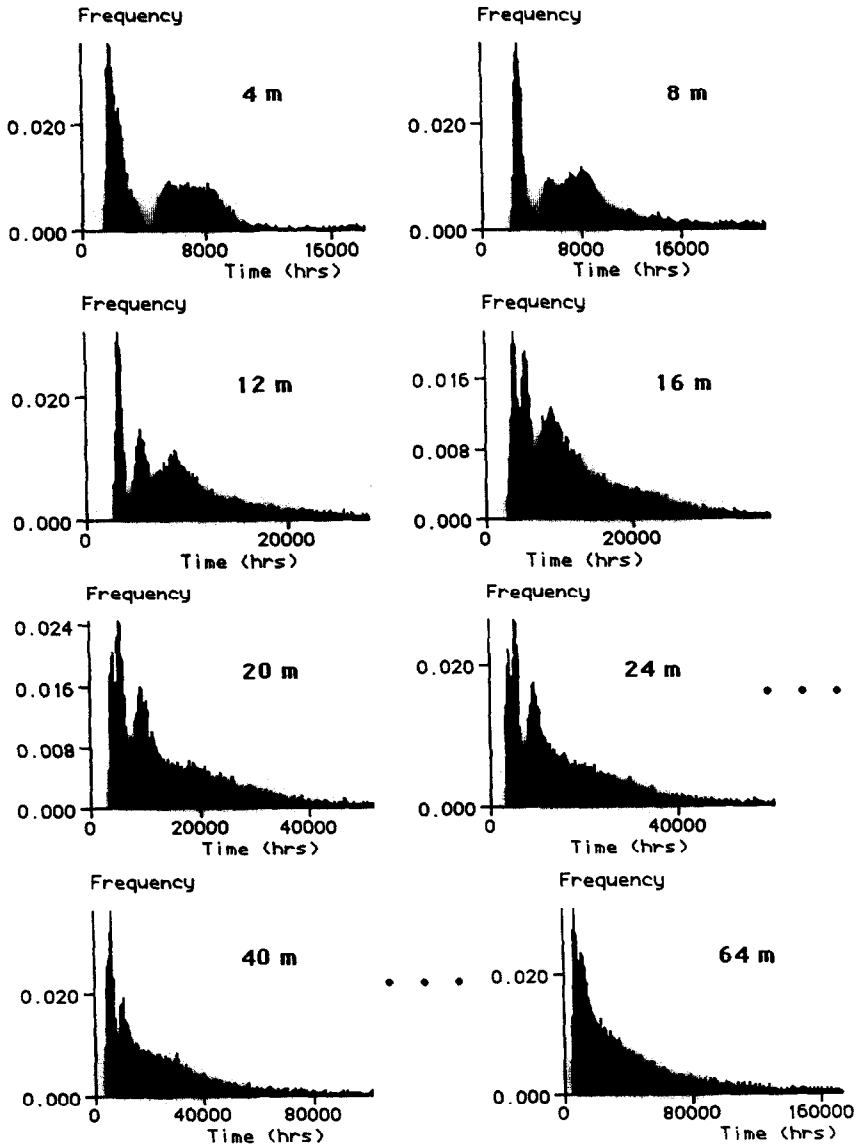 Frequency
4 m
0.020
0.000
0 8000 16000
Time (hrs)
Frequency
8 m
0.020
0.000
0 8000 16000
Time (hrs)
Frequency
12 m
0.020
0.000
0 20000
Time (hrs)
Frequency
16 m
0.016
0.008
0.000
0 20000
Time (hrs)
Frequency
0.024
20 m
0.016
0.008
0.000
0 20000 40000
Time (hrs)
Frequency
24 m
0.020
0.000
0 40000
Time (hrs)
Frequency
40 m
0.020
0.000
0 40000 80000
Time (hrs)
Frequency
64 m
0.020
0.000
0 80000 160000
Time (hrs)